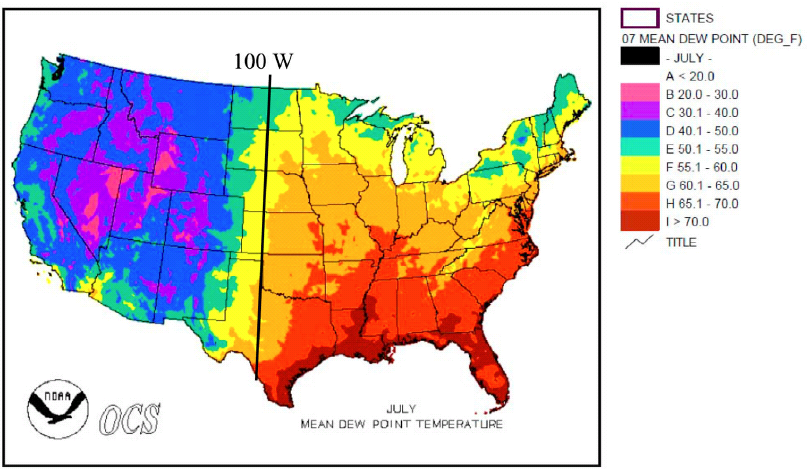 100 W
NOAA
OCS
JULY
MEAN DEW POINT TEMPERATURE
STATES
07 MEAN DEW POINT (DEG_F)
- JULY -
A < 20.0
B 20.0 - 30.0
C 30.1 - 40.0
D 40.1 - 50.0
E 50.1 - 55.0
F 55.1 - 60.0
G 60.1 - 65.0
H 65.1 - 70.0
I > 70.0
TITLE